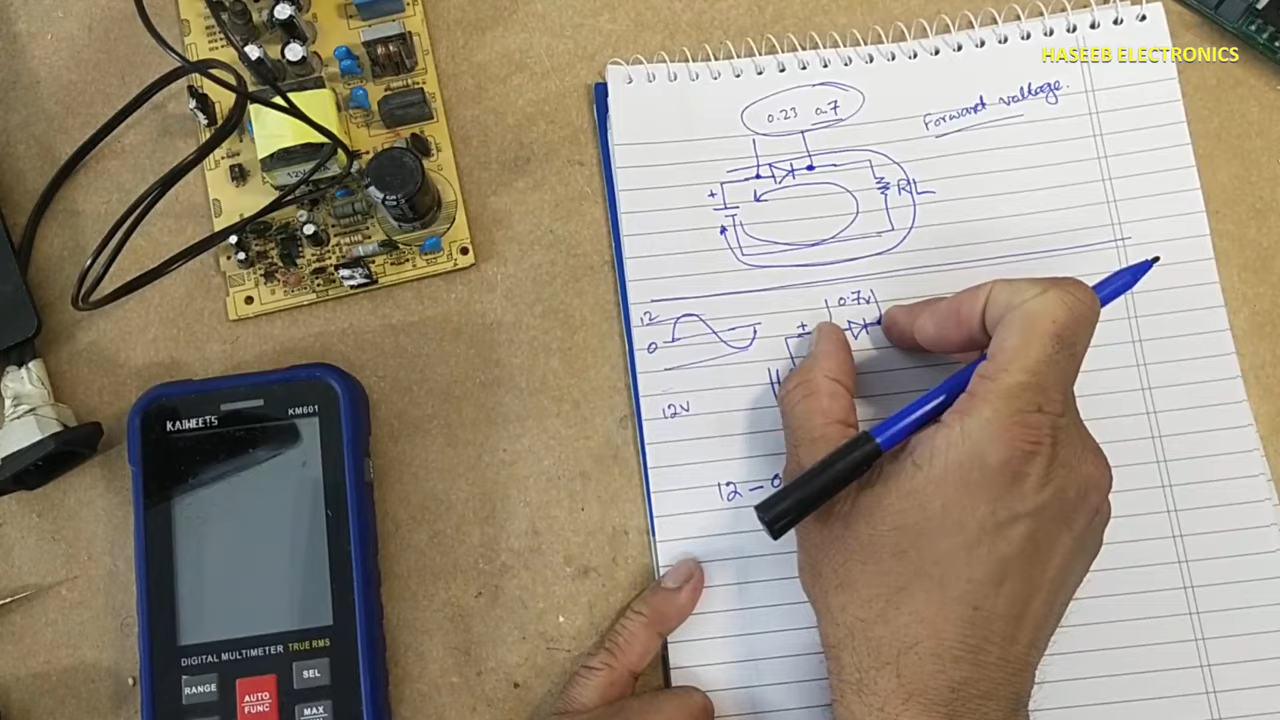 HASEEB ELECTRONICS
0.23 0.7
Forward voltage.
+
RL
12
0
0.7V
+
12V
12 - 0
12V
KAIWEETS
KM601
DIGITAL MULTIMETER TRUE RMS
RANGE
AUTO
FUNC
SEL
MAX